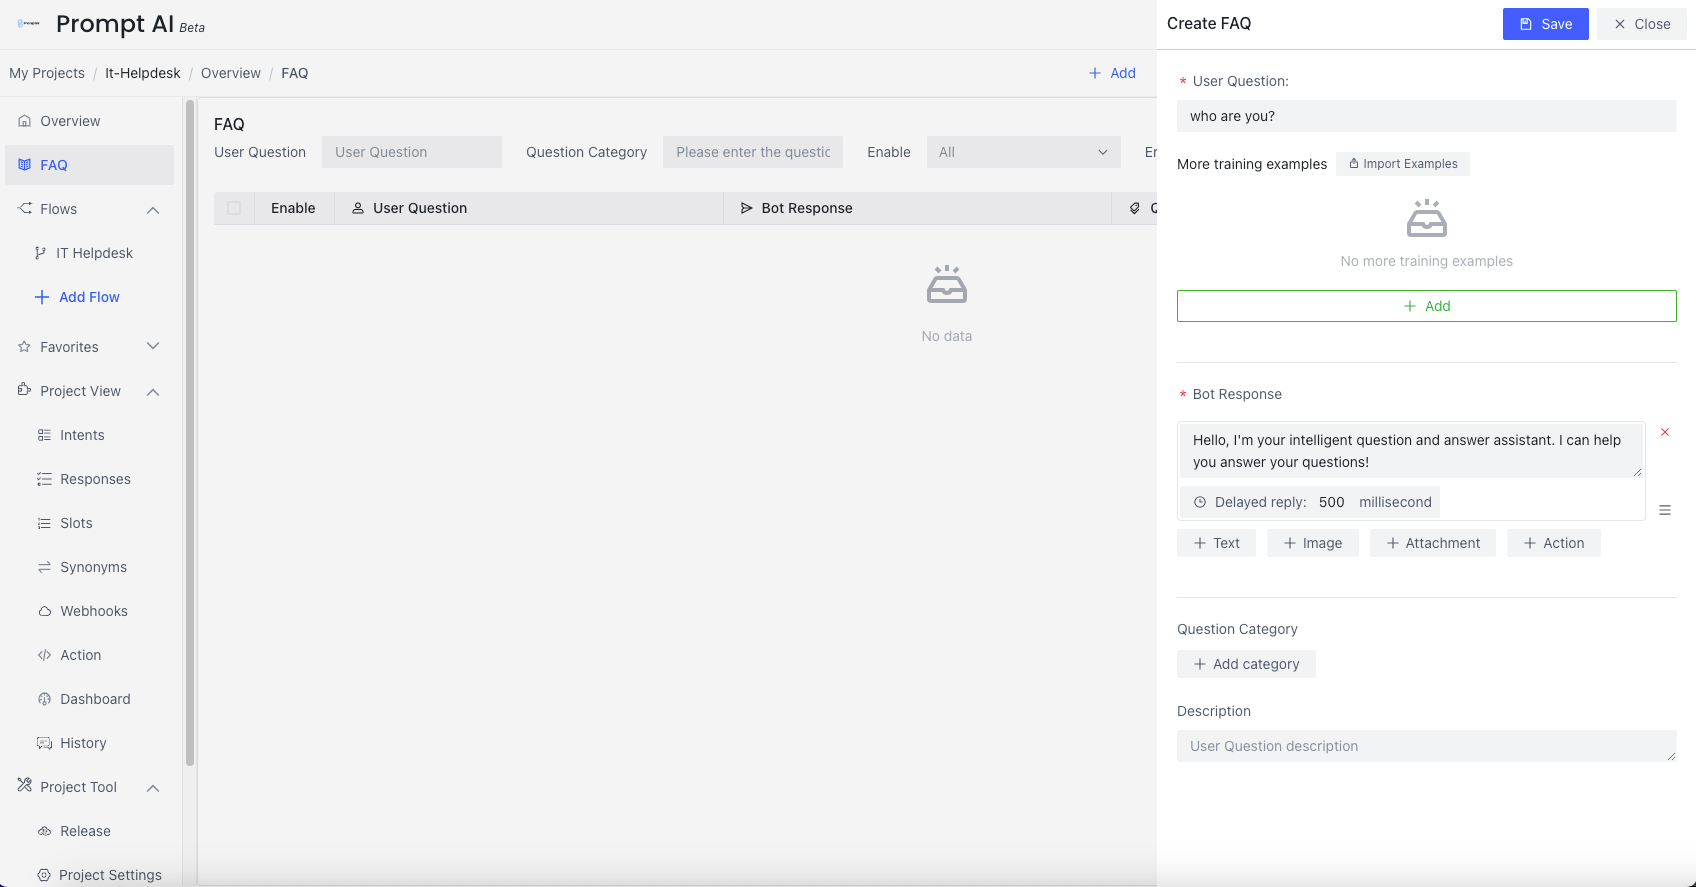 Prompt AI Beta
My Projects / It-Helpdesk / Overview / FAQ
+ Add
Overview
FAQ
Flows
IT Helpdesk
+ Add Flow
Favorites
Project View
Intents
Responses
Slots
Synonyms
Webhooks
Action
Dashboard
History
Project Tool
Release
Project Settings
FAQ
User Question User Question Question Category Please enter the questic Enable All Er
Enable User Question Bot Response
No data
Create FAQ
Save
Close
* User Question:
who are you?
More training examples Import Examples
No more training examples
+ Add
* Bot Response
Hello, I'm your intelligent question and answer assistant. I can help
you answer your questions!
Delayed reply: 500 millisecond
+ Text + Image + Attachment + Action
Question Category
+ Add category
Description
User Question description